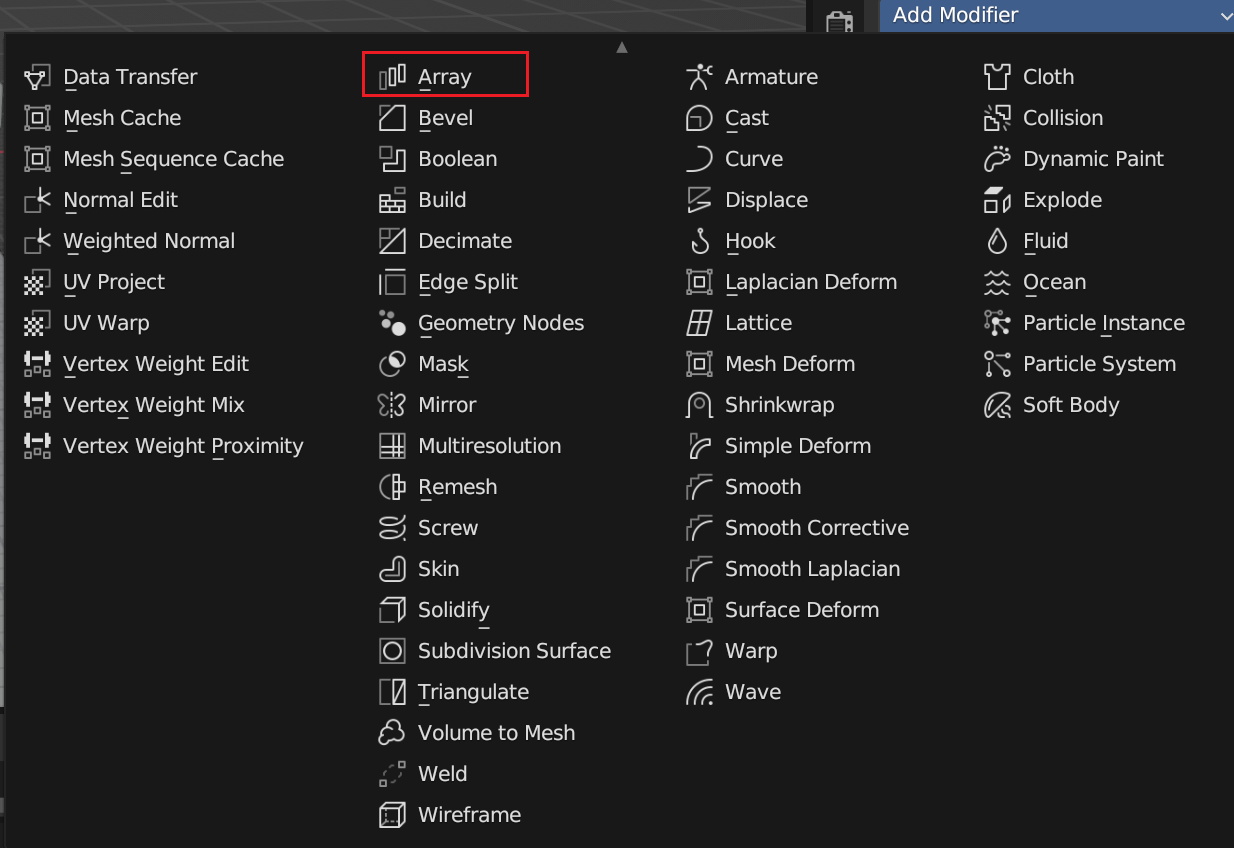 Add Modifier
Data Transfer
Mesh Cache
Mesh Sequence Cache
Normal Edit
Weighted Normal
UV Project
UV Warp
Vertex Weight Edit
Vertex Weight Mix
Vertex Weight Proximity
Array
Bevel
Boolean
Build
Decimate
Edge Split
Geometry Nodes
Mask
Mirror
Multiresolution
Remesh
Screw
Skin
Solidify
Subdivision Surface
Triangulate
Volume to Mesh
Weld
Wireframe
Armature
Cast
Curve
Displace
Hook
Laplacian Deform
Lattice
Mesh Deform
Shrinkwrap
Simple Deform
Smooth
Smooth Corrective
Smooth Laplacian
Surface Deform
Warp
Wave
Cloth
Collision
Dynamic Paint
Explode
Fluid
Ocean
Particle Instance
Particle System
Soft Body